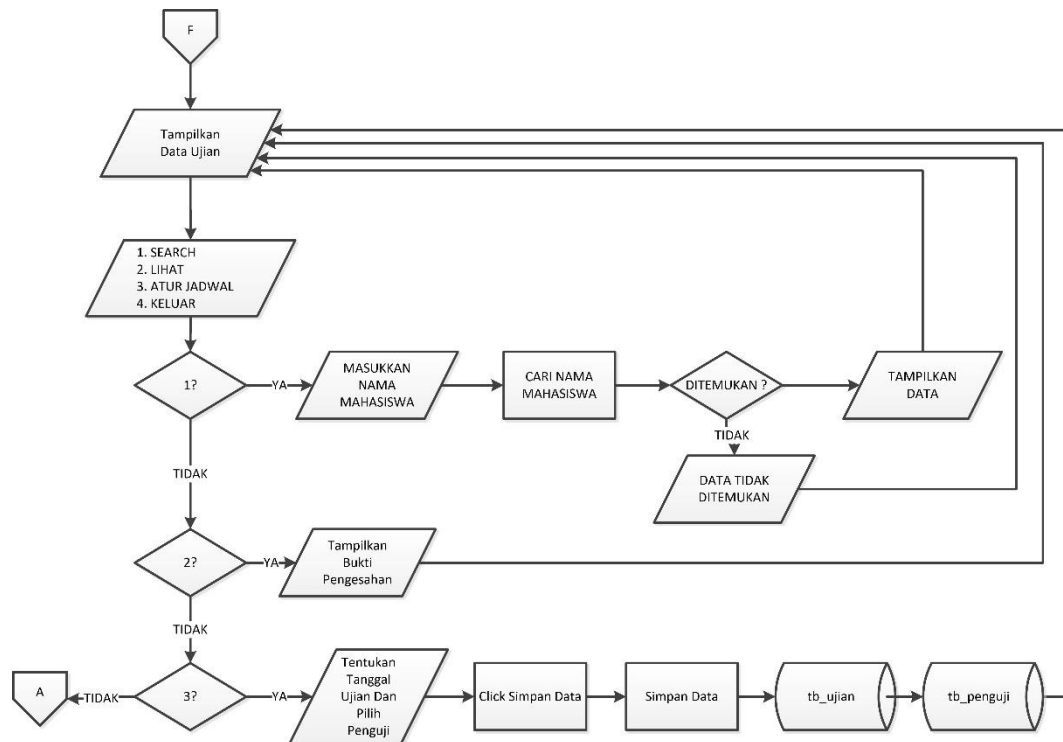 F
Tampilkan
Data Ujian
1. SEARCH
2. LIHAT
3. ATUR JADWAL
4. KELUAR
1?
YA
MASUKKAN
NAMA
MAHASISWA
CARI NAMA
MAHASISWA
DITEMUKAN ?
TAMPILKAN
DATA
TIDAK
DATA TIDAK
DITEMUKAN
TIDAK
2?
YA
Tampilkan
Bukti
Pengesahan
TIDAK
A
TIDAK
3?
YA
Tentukan
Tanggal
Ujian Dan
Pilih
Penguji
Click Simpan Data
Simpan Data
tb_ujian
tb_penguji